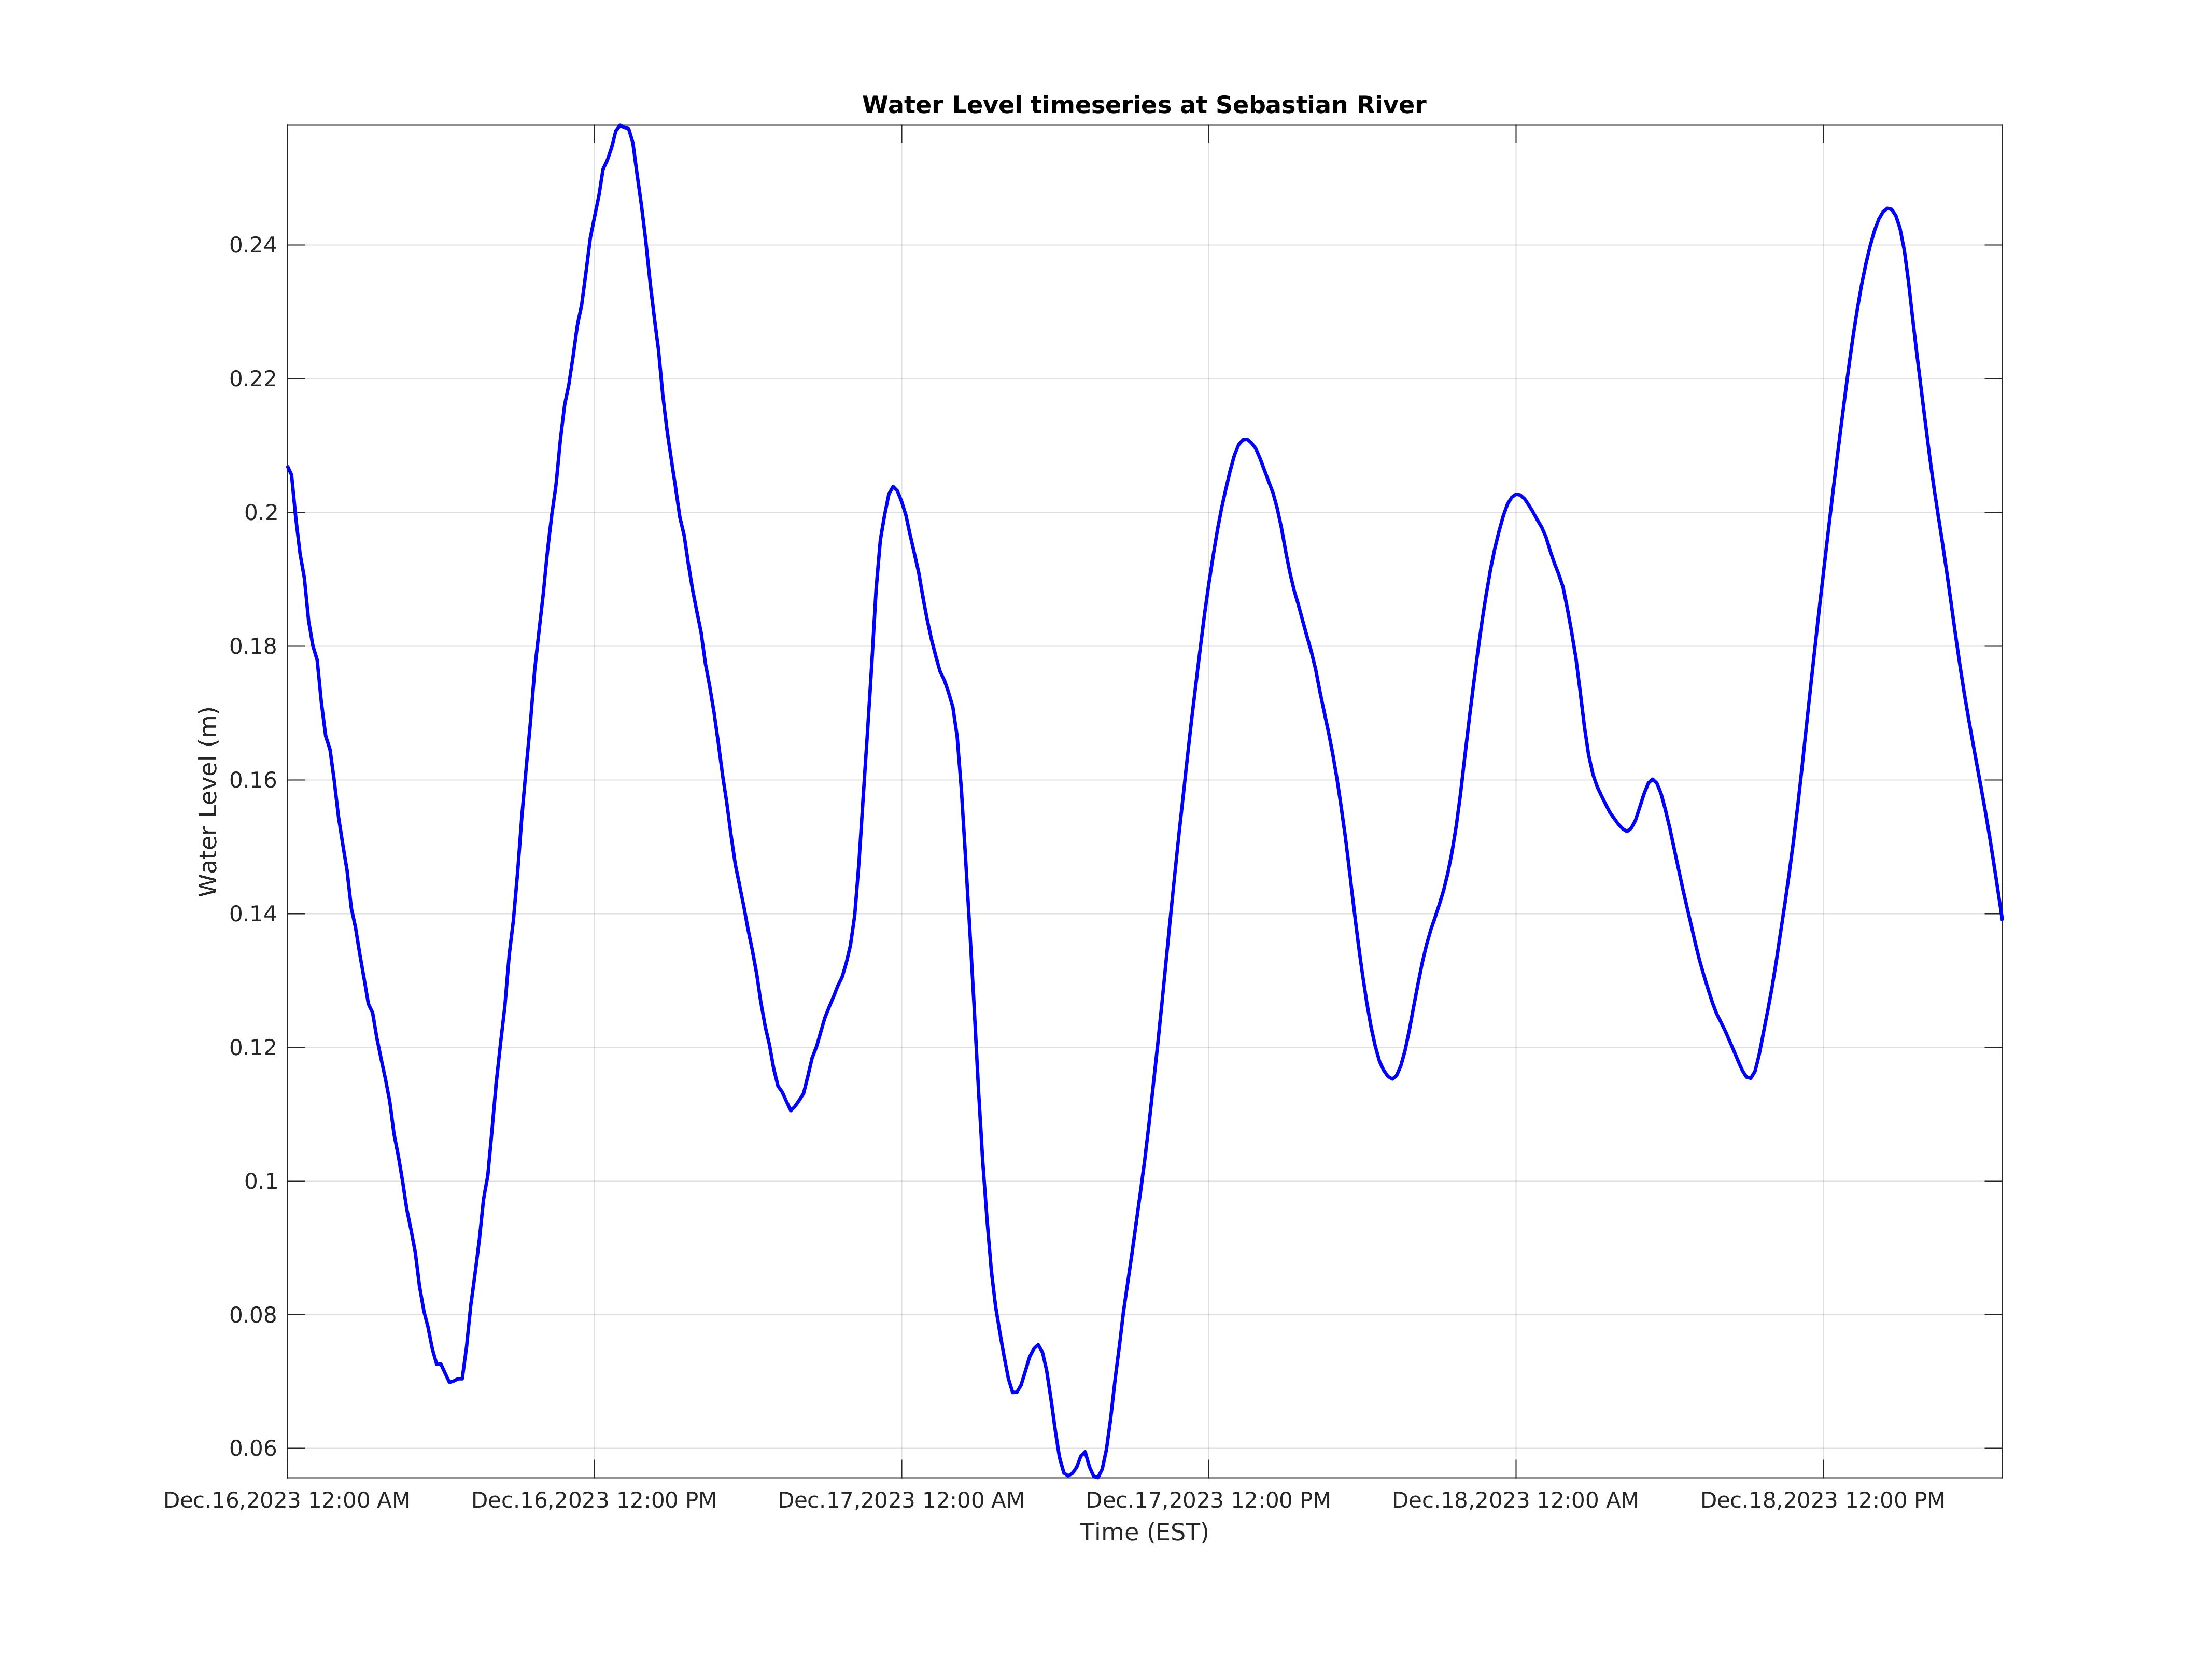 Water Level timeseries at Sebastian River
Water Level (m)
0.24
0.22
0.2
0.18
0.16
0.14
0.12
0.1
0.08
0.06
Dec.16,2023 12:00 AM Dec.16,2023 12:00 PM Dec.17,2023 12:00 AM Dec.17,2023 12:00 PM Dec.18,2023 12:00 AM Dec.18,2023 12:00 PM
Time (EST)